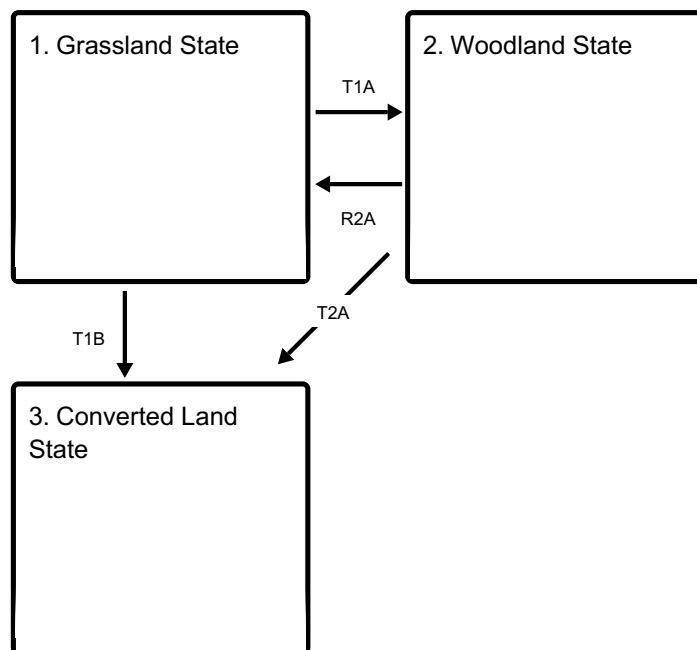 1. Grassland State
2. Woodland State
T1A
R2A
T2A
T1B
3. Converted Land
State